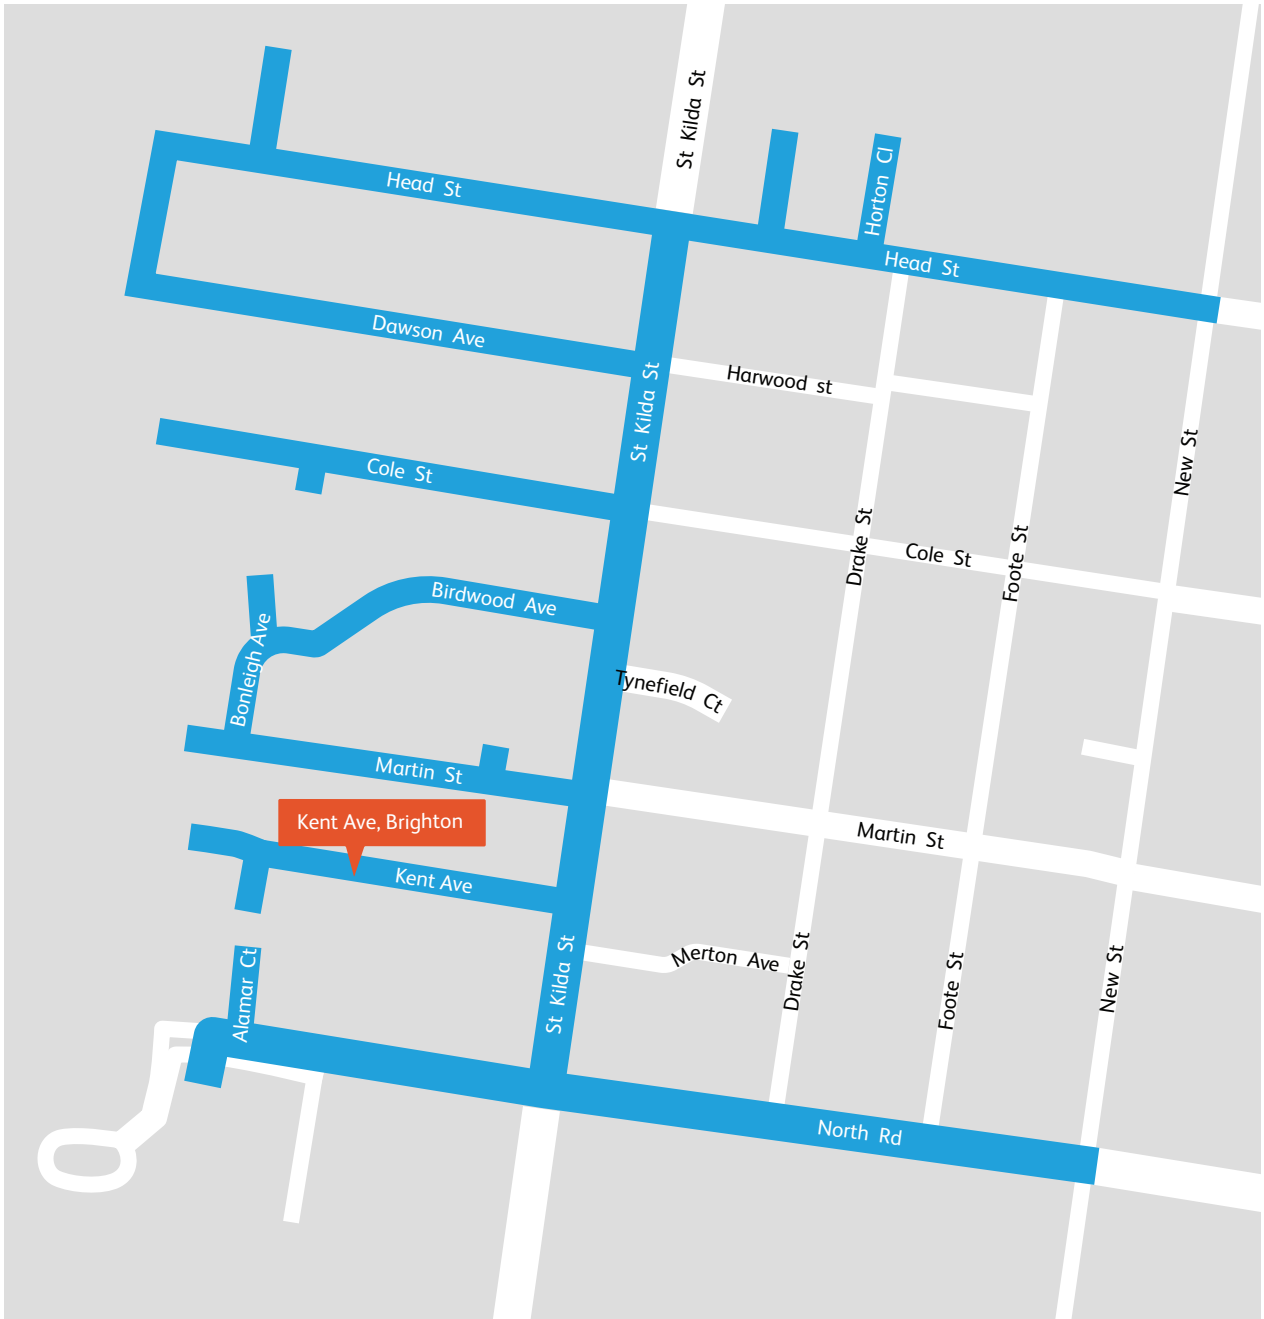 St Kilda St
Horton Cl
Head St
Head St
Dawson Ave
Harwood st
St Kilda St
Cole St
New St
Drake St
Cole St
Foote St
Birdwood Ave
Bonleigh Ave
Tynefield Ct
Martin St
Kent Ave, Brighton
Martin St
Kent Ave
Merton Ave
Drake St
St Kilda St
Foote St
New St
Alamar Ct
North Rd